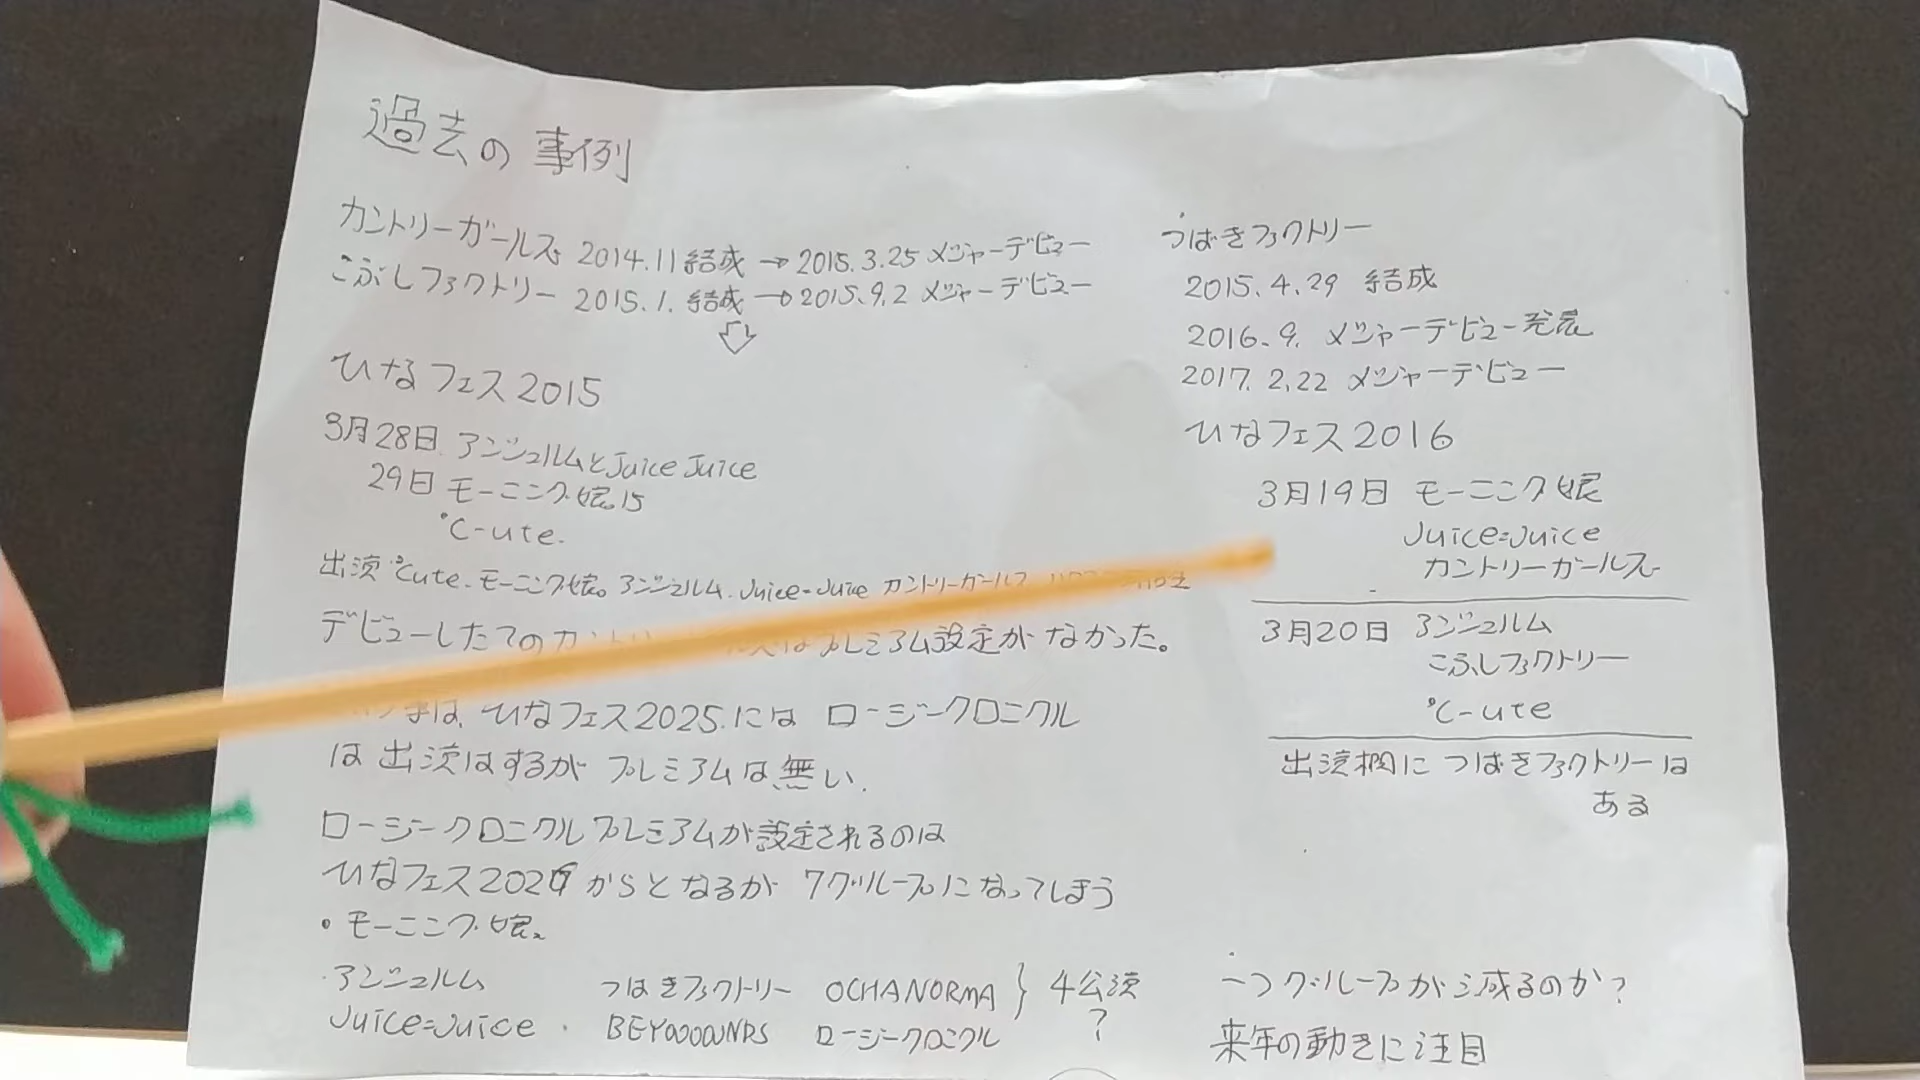 過去の事例
カントリーガールズ 2014.11結成→2015.3.25 メジャーデビュー
こぶしファクトリー 2015.1.結成→2015.9.2 メジャーデビュー
ひなフェス2015
3月28日 アンジュルムとJuice Juice
29日 モーニング娘。15
℃-ute.
出演 ℃ute. モーニング娘。アンジュルム. Juice=Juice カントリーガールズ
デビューしたての
プレミアム設定がなかった。
ひなフェス2025.には ロージークロニクル
は出演はするが プレミアムは無い.
ロージークロニクルプレミアムが設定されるのは
ひなフェス202 からとなるが 7グループになってしまう
・モーニング娘。
アンジュルム つばきファクトリー OCHANORMA } 4公演
Juice=Juice. BEYOOOOONDS ロージークロニクル ?
つばきファクトリー
2015.4.29 結成
2016.9. メジャーデビュー発表
2017.2.22 メジャーデビュー
ひなフェス2016
3月19日 モーニング娘
Juice=Juice
カントリーガールズ
3月20日 アンジュルム
こぶしファクトリー
℃-ute
出演欄につばきファクトリーは
ある
一つグループが減るのか?
来年の動きに注目